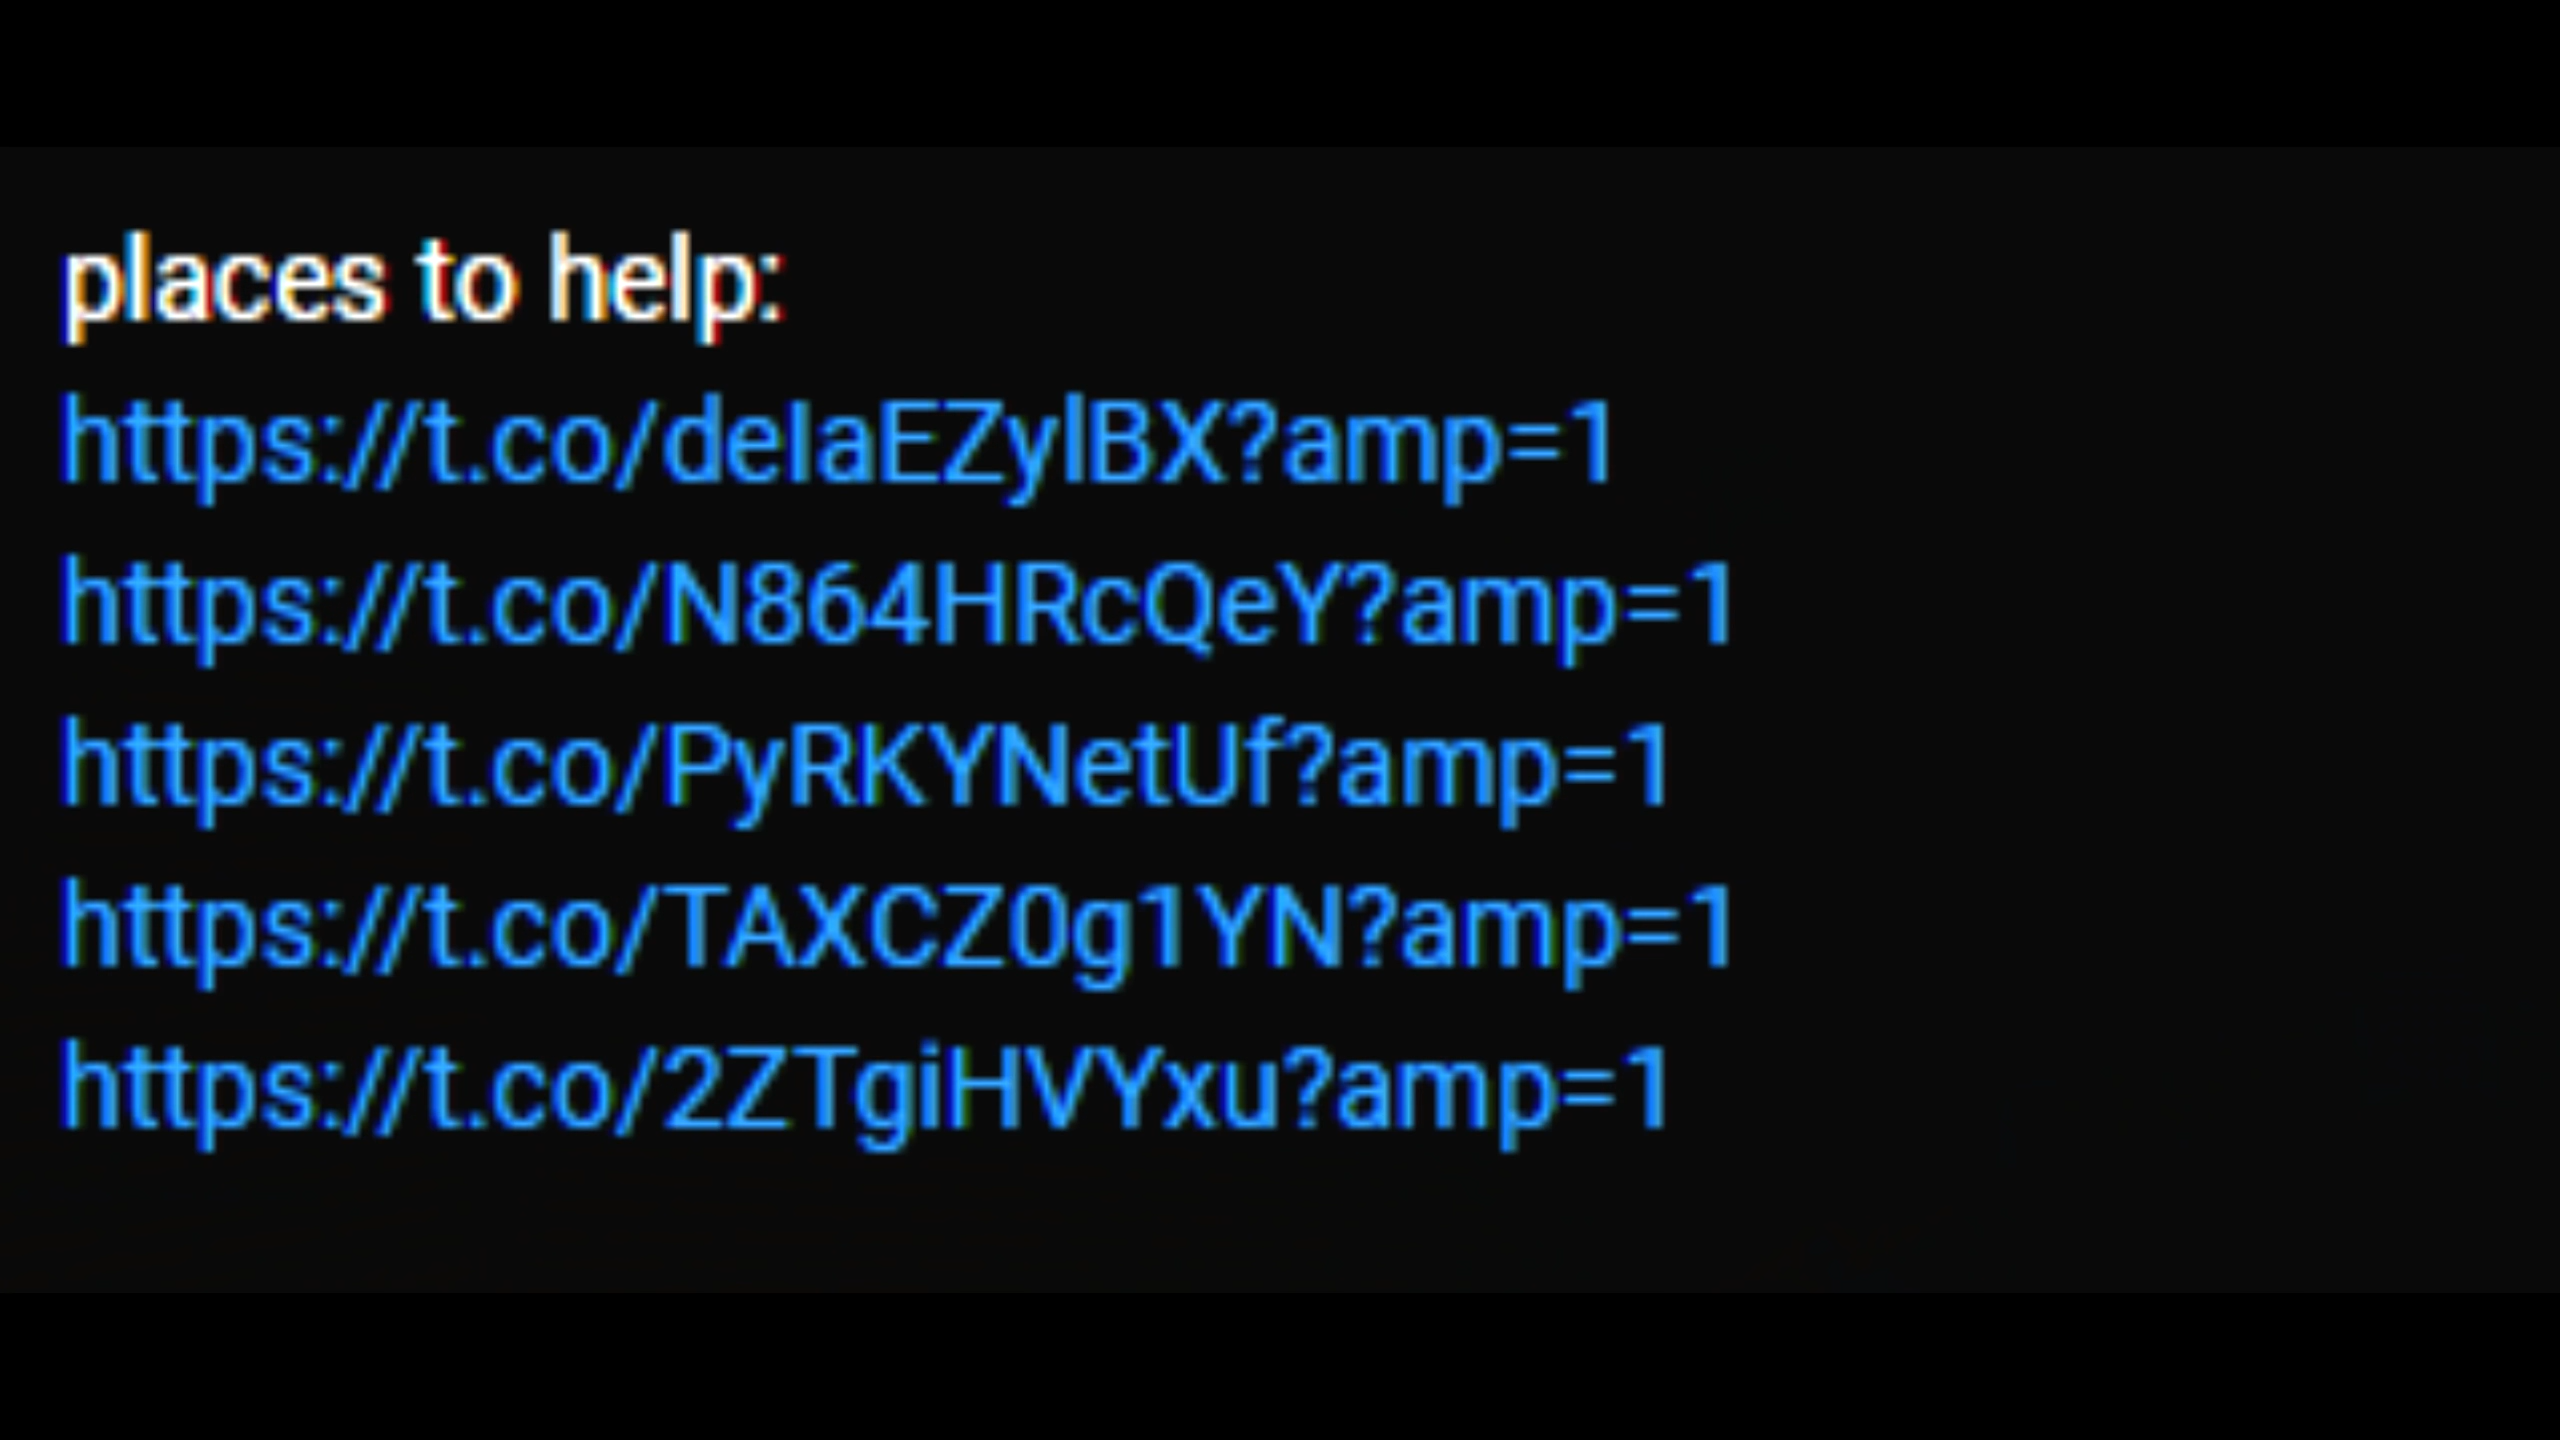 places to help:
https://t.co/deIaEZylBX?amp=1
https://t.co/N864HRcQeY?amp=1
https://t.co/PyRKYNetUf?amp=1
https://t.co/TAXCZ0g1YN?amp=1
https://t.co/2ZTgiHVYxu?amp=1